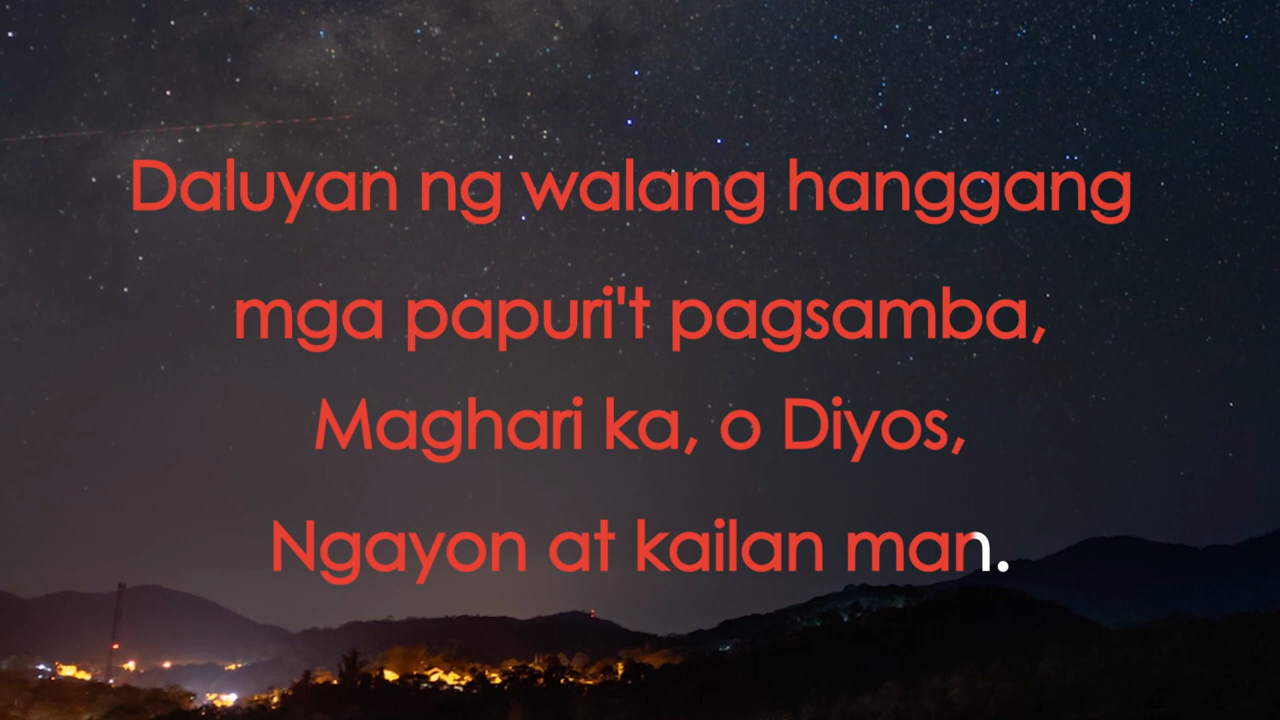 Daluyan ng walang hanggang
mga papuri't pagsamba,
Maghari ka, o Diyos,
Ngayon at kailan man.